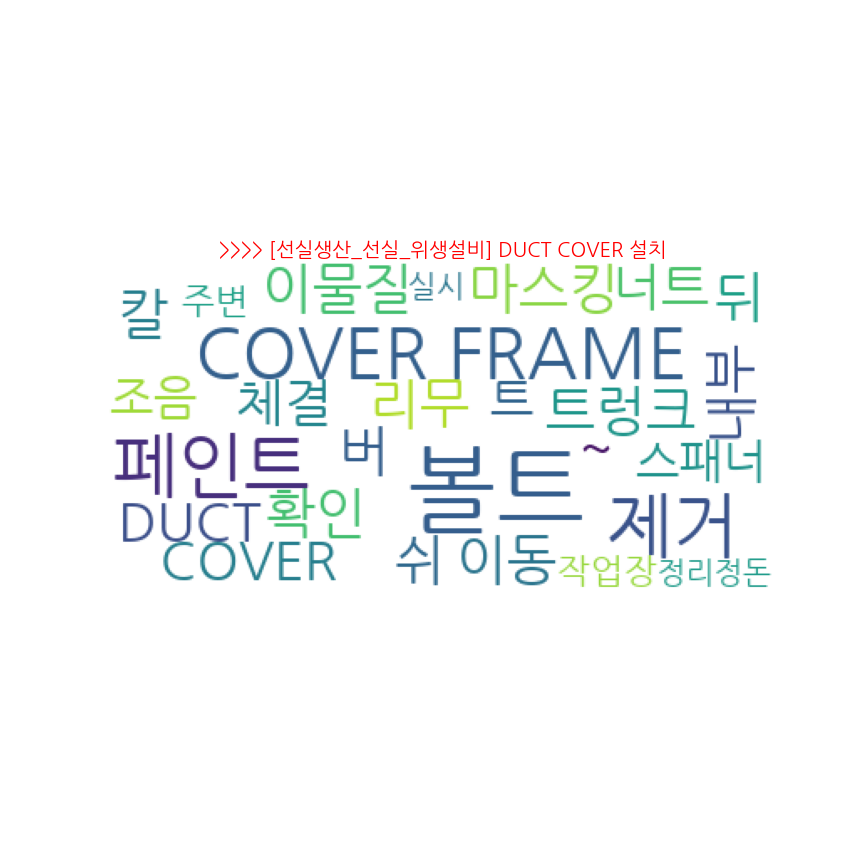 >>>> [선실생산_선실_위생설비] DUCT COVER 설치
칼 주변 이물질 실시 마스킹 너트 뒤
COVER FRAME 내부
조음 체결 리무 트 트렁크
페인트 버 볼트 ~ 스패너
DUCT 확인 제거
COVER 쉬 이동 작업장 정리정돈